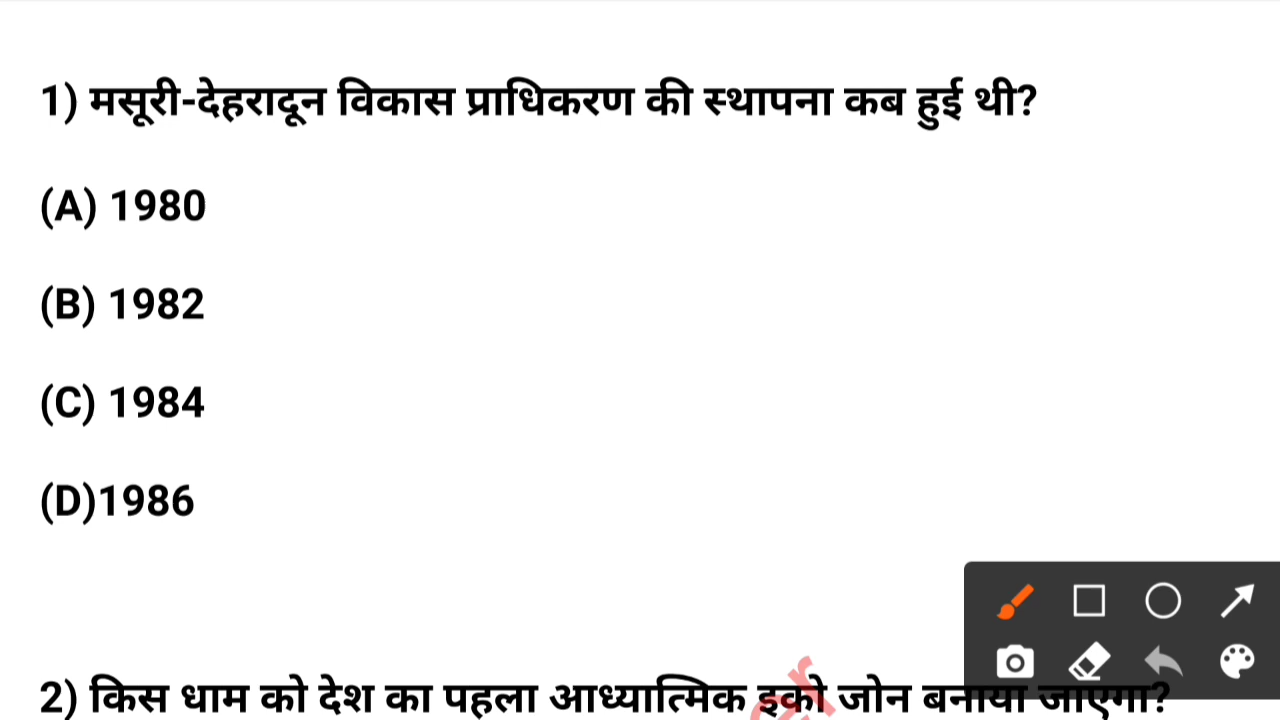 1) मसूरी-देहरादून विकास प्राधिकरण की स्थापना कब हुई थी?
(A) 1980
(B) 1982
(C) 1984
(D)1986
2) किस धाम को देश का पहला आध्यात्मिक इको जोन बनाया जाएगा?